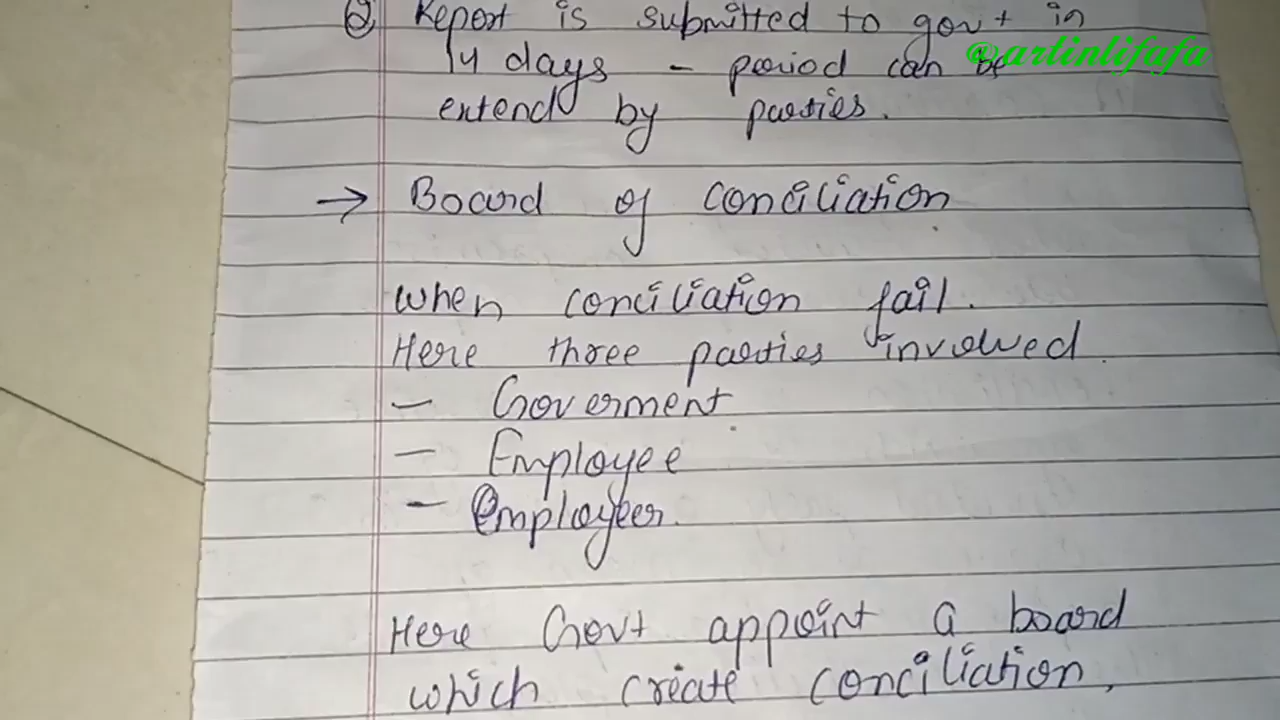 ② Report is submitted to govt in
@artinlifafa
14 days - period can be
extend by parties.
→ Board of conciliation
when conciliation fail.
Here three parties involved.
- Goverment
- Employee
- Employeer.
Here Govt appoint a board
which create conciliation,